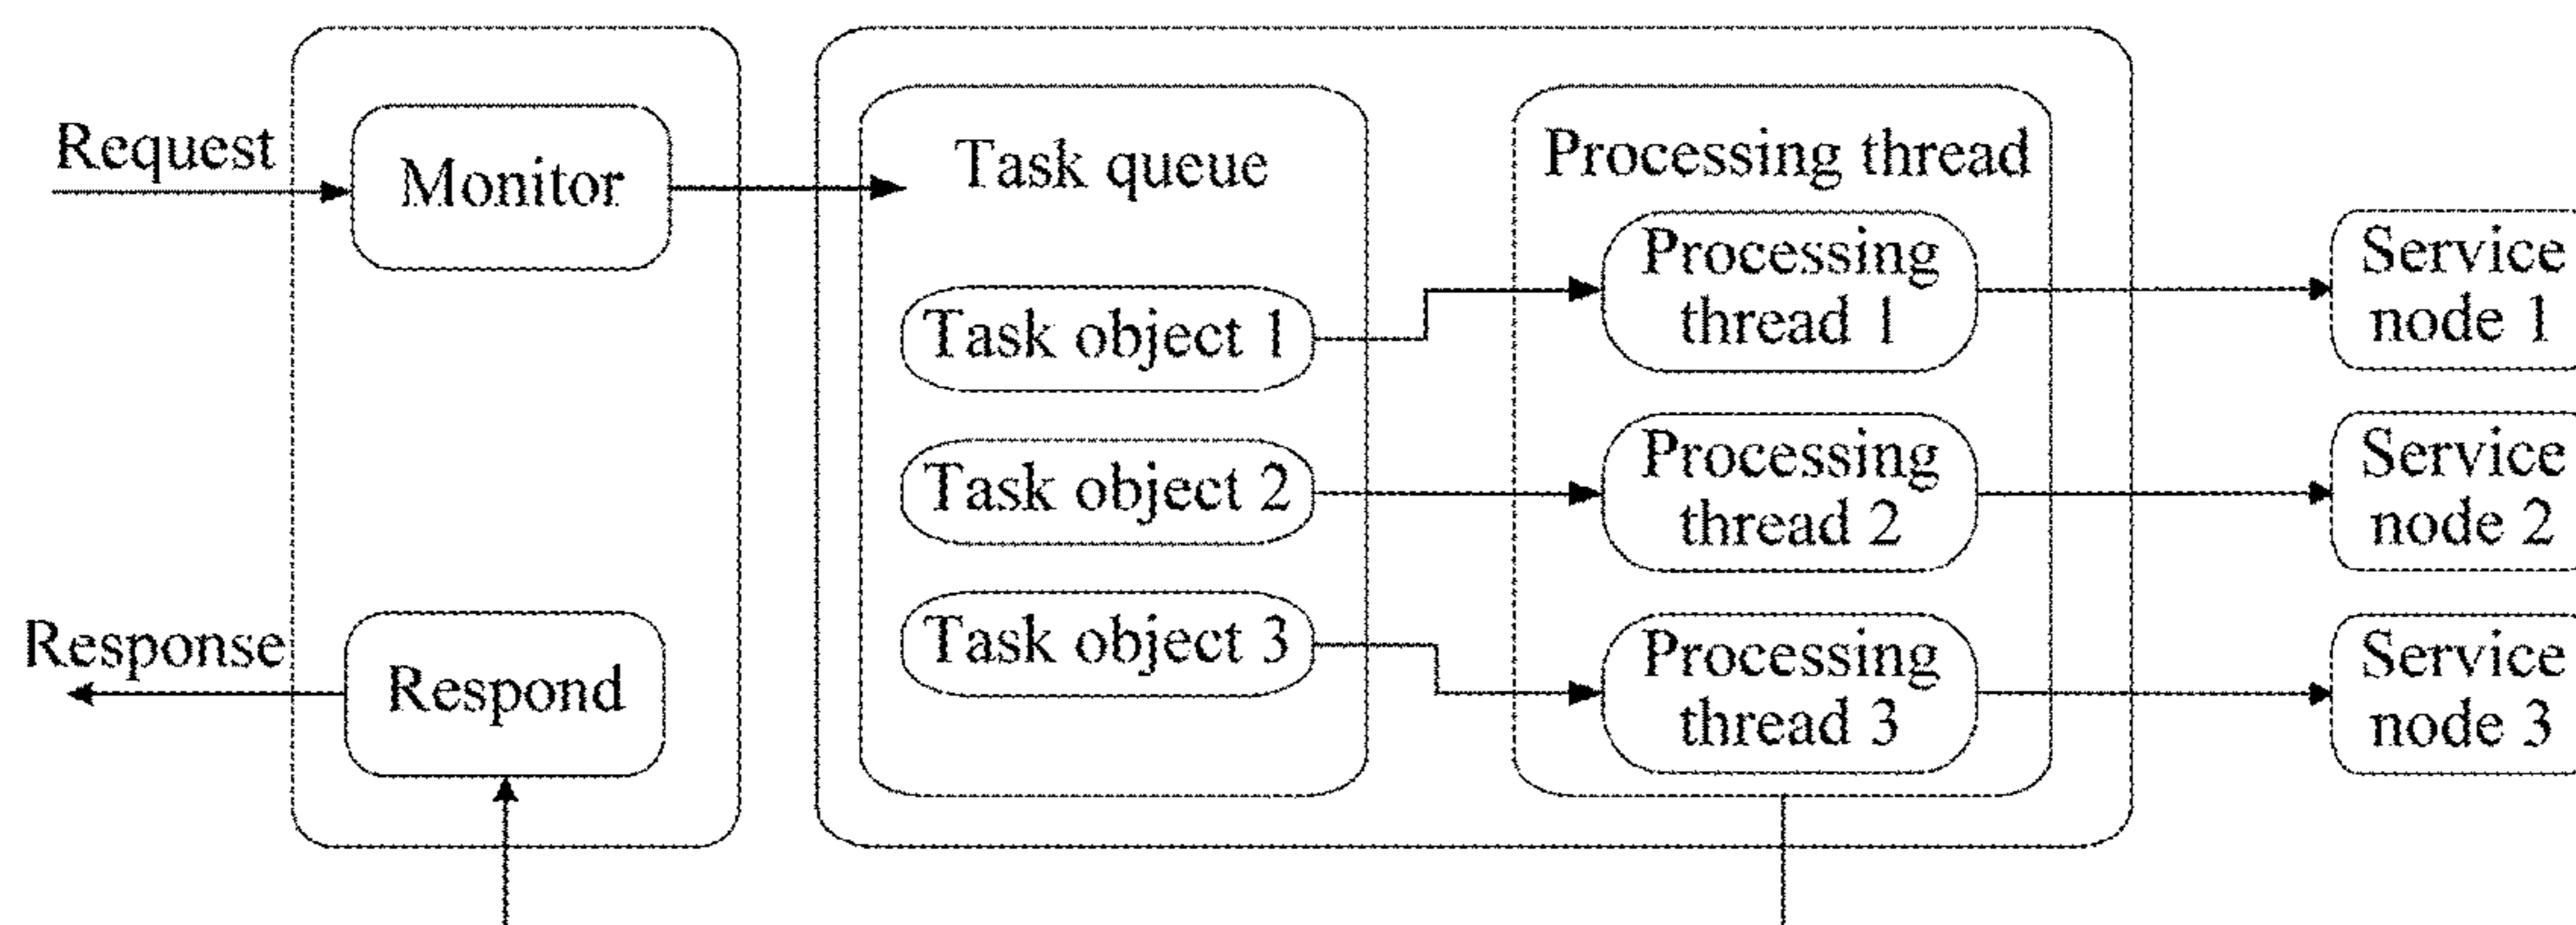 Request
Monitor
Task queue
Processing thread
Task object 1
Processing
thread 1
Service
node 1
Task object 2
Processing
thread 2
Service
node 2
Response
Respond
Task object 3
Processing
thread 3
Service
node 3